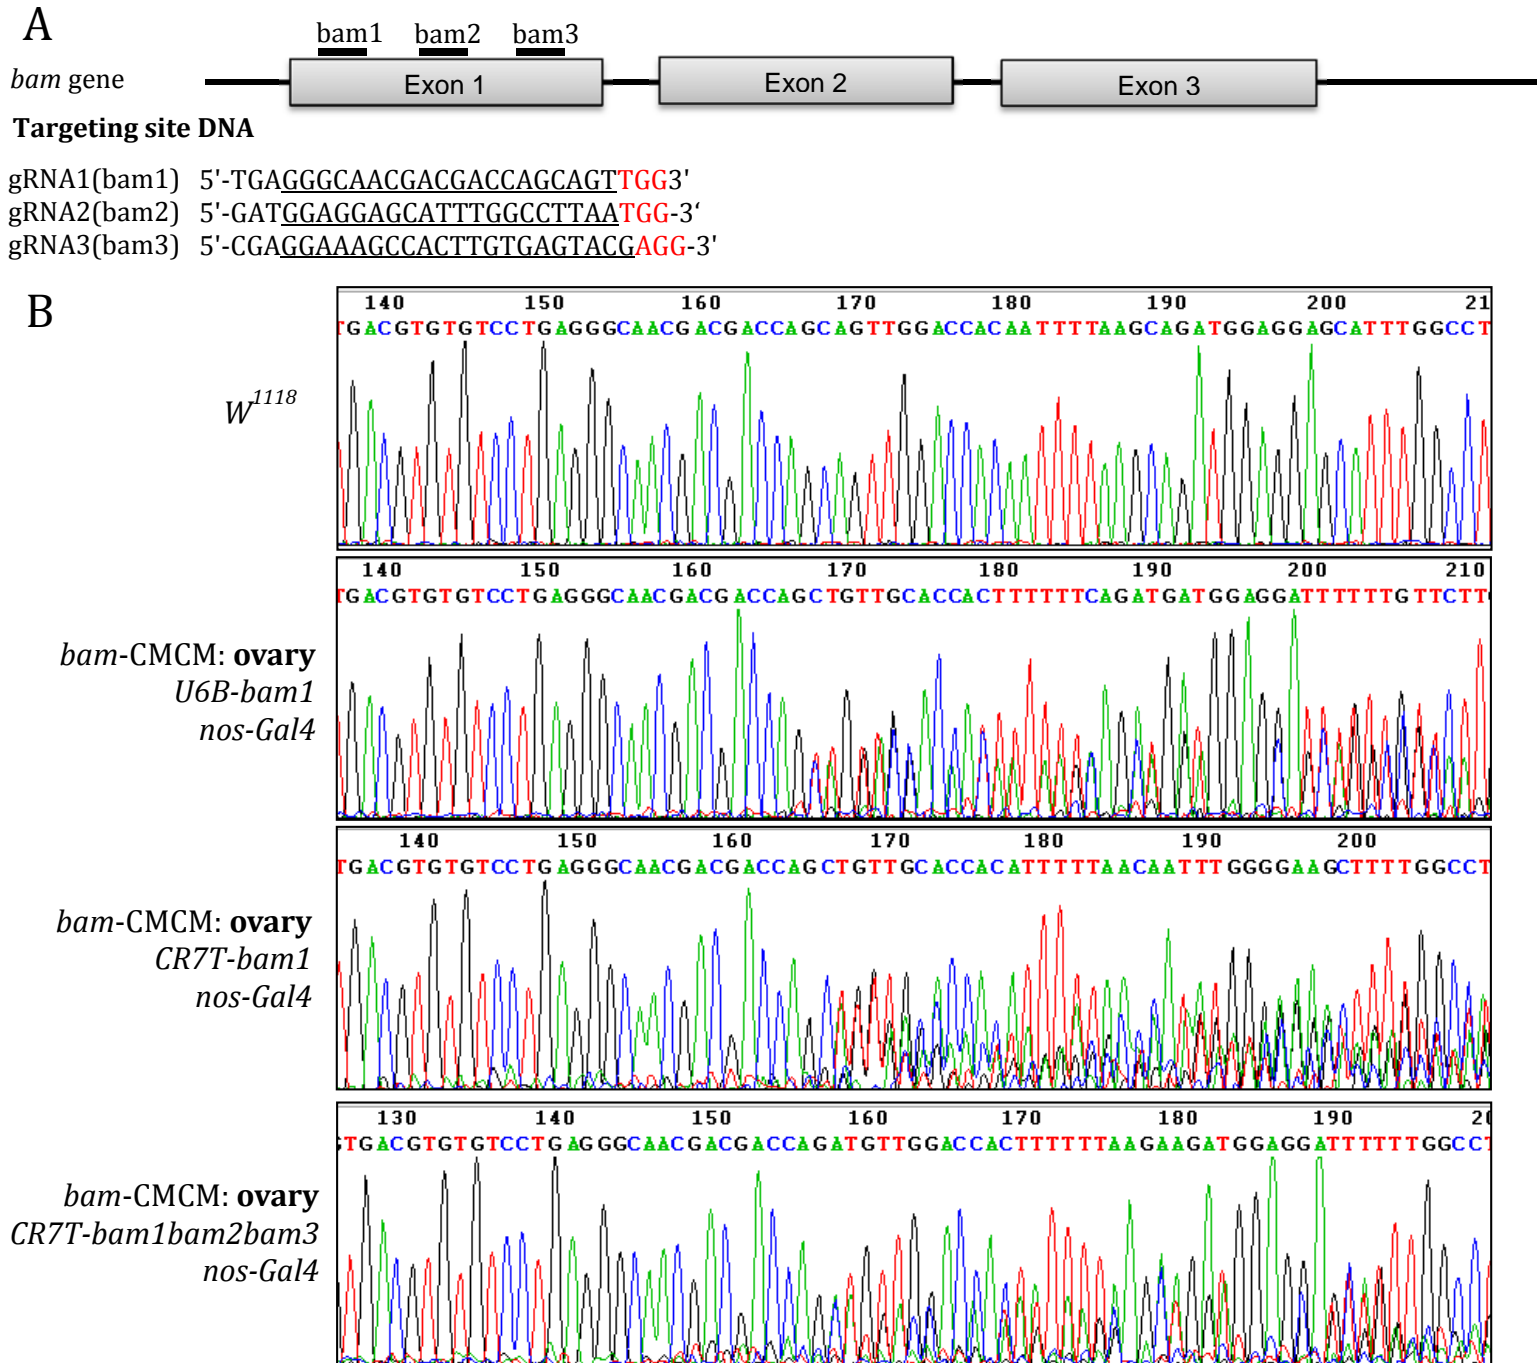 A
bam1 bam2 bam3
bam gene Exon 1 Exon 2 Exon 3
Targeting site DNA
gRNA1(bam1) 5'-TGAGGGCAACGACGACCAGCAGTTGG3'
gRNA2(bam2) 5'-GATGGAGGAGCATTTGGCCTTAATGG-3‘
gRNA3(bam3) 5'-CGAGGAAAGCCACTTGTGAGTACGAGG-3'
B
140 150 160 170 180 190 200 21
TGACGTGTGTCCTGAGGGCAACGACGACCAGCAGTTGGACCACAATTTTAAGCAGATGGAGGAGCATTTGGCCT
W1118
140 150 160 170 180 190 200 210
TGACGTGTGTCCTGAGGGCAACGACGACCAGCTGTTGCACCACTTTTTTCAGATGATGGAGGATTTTTTGTTCTT
bam-CMCM: ovary
U6B-bam1
nos-Gal4
140 150 160 170 180 190 200
TGACGTGTGTCCTGAGGGCAACGACGACCAGCTGTTGCACCACATTTTTAACAATTTGGGGAAGCTTTTGGCCT
bam-CMCM: ovary
CR7T-bam1
nos-Gal4
130 140 150 160 170 180 190 20
GTGACGTGTGTCCTGAGGGCAACGACGACCAGATGTTGGACCACTTTTTTAAGAAGATGGAGGATTTTTTGGCCT
bam-CMCM: ovary
CR7T-bam1bam2bam3
nos-Gal4